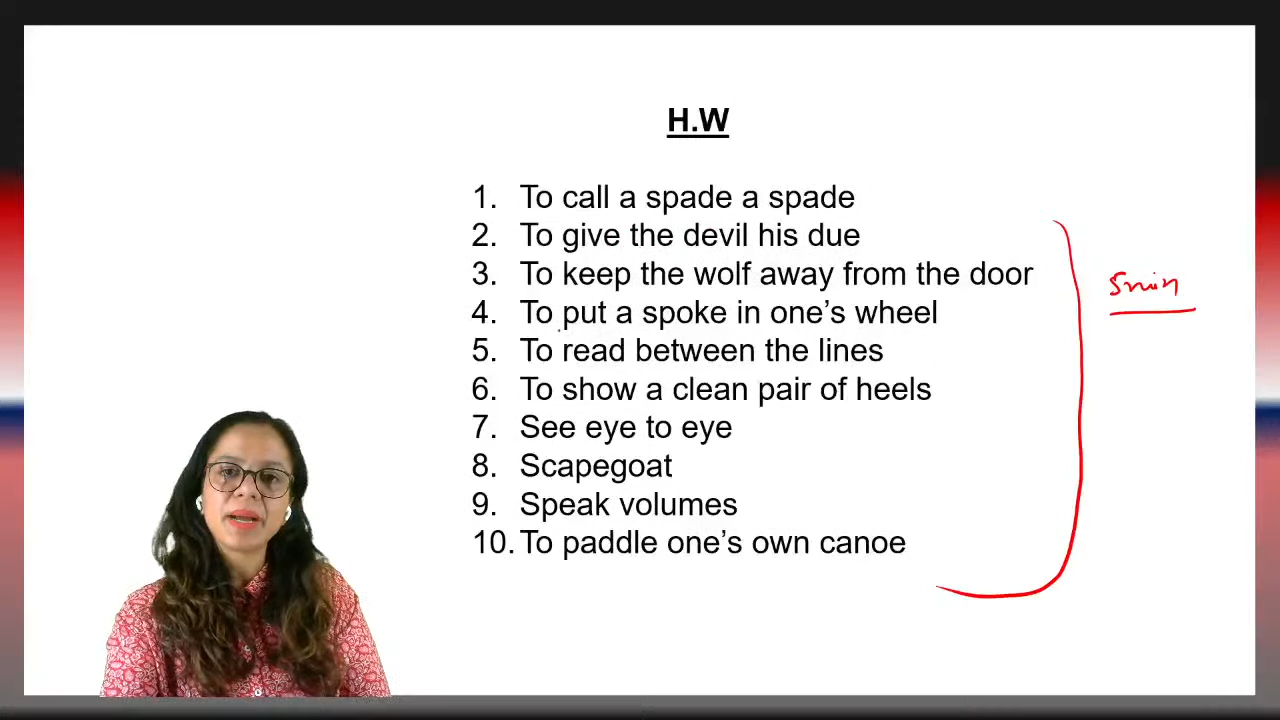 H.W
1. To call a spade a spade
2. To give the devil his due
3. To keep the wolf away from the door
4. To put a spoke in one’s wheel
5. To read between the lines
6. To show a clean pair of heels
7. See eye to eye
8. Scapegoat
9. Speak volumes
10. To paddle one’s own canoe
5min